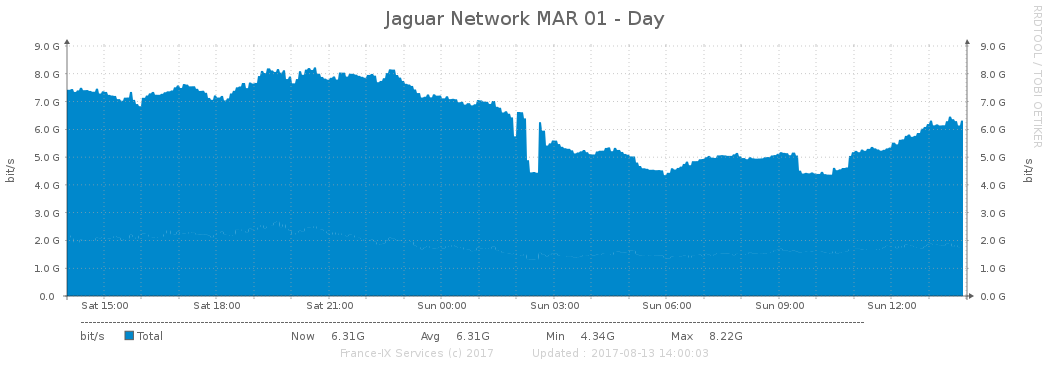 Jaguar Network MAR 01 - Day
RRDTOOL / TOBI OETIKER
9.0 G 9.0 G
8.0 G 8.0 G
7.0 G 7.0 G
6.0 G 6.0 G
5.0 G 5.0 G
4.0 G 4.0 G
3.0 G 3.0 G
2.0 G 2.0 G
1.0 G 1.0 G
0.0 0.0 G
bit/s
bit/s
Sat 15:00 Sat 18:00 Sat 21:00 Sun 00:00 Sun 03:00 Sun 06:00 Sun 09:00 Sun 12:00
bit/s Total Now 6.31G Avg 6.31G Min 4.34G Max 8.22G
France-IX Services (c) 2017 Updated : 2017-08-13 14:00:03